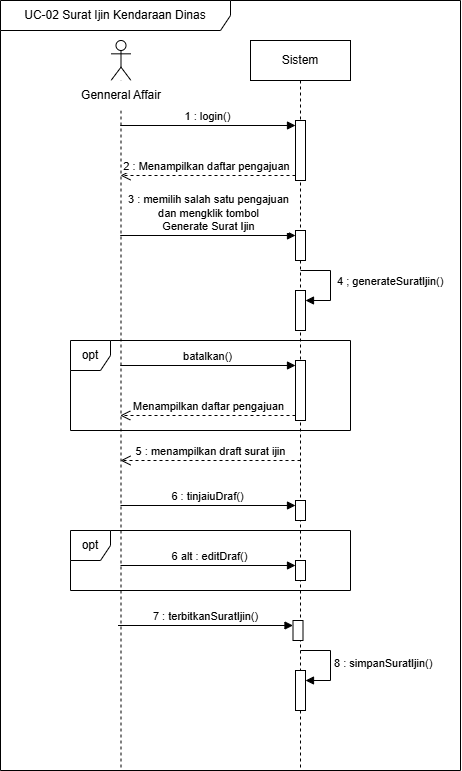 UC-02 Surat Ijin Kendaraan Dinas
Genneral Affair
Sistem
1 : login()
2 : Menampilkan daftar pengajuan
3 : memilih salah satu pengajuan
dan mengklik tombol
Generate Surat Ijin
4 ; generaseSuratIjin()
opt
batalkan()
Menampilkan daftar pengajuan
5 : menampilkan draft surat ijin
6 : tinjaiuDraf()
opt
6 alt : editDraf()
7 : terbitkanSuratIjin()
8 : simpanSuratIjin()